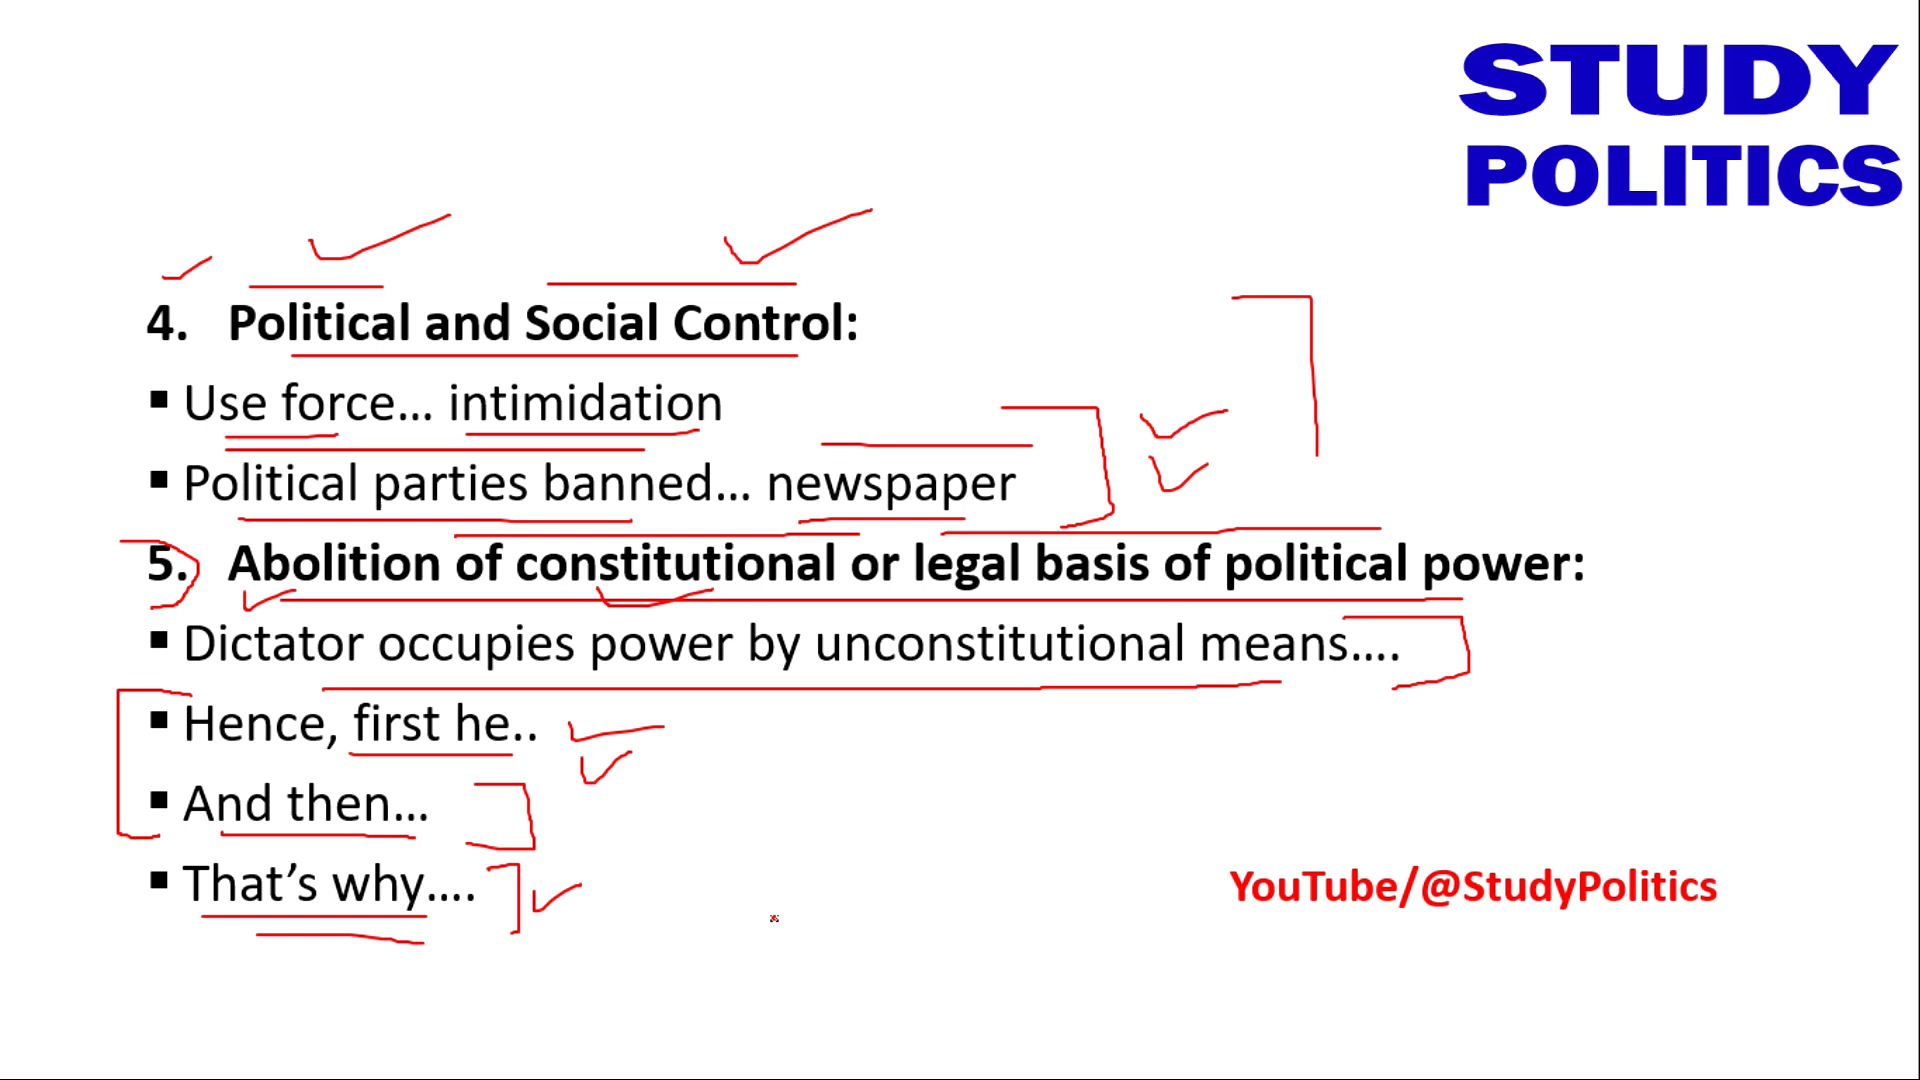 STUDY
POLITICS
4. Political and Social Control:
▪ Use force... intimidation
▪ Political parties banned... newspaper
5. Abolition of constitutional or legal basis of political power:
▪ Dictator occupies power by unconstitutional means....
▪ Hence, first he..
▪ And then...
▪ That’s why....
YouTube/@StudyPolitics